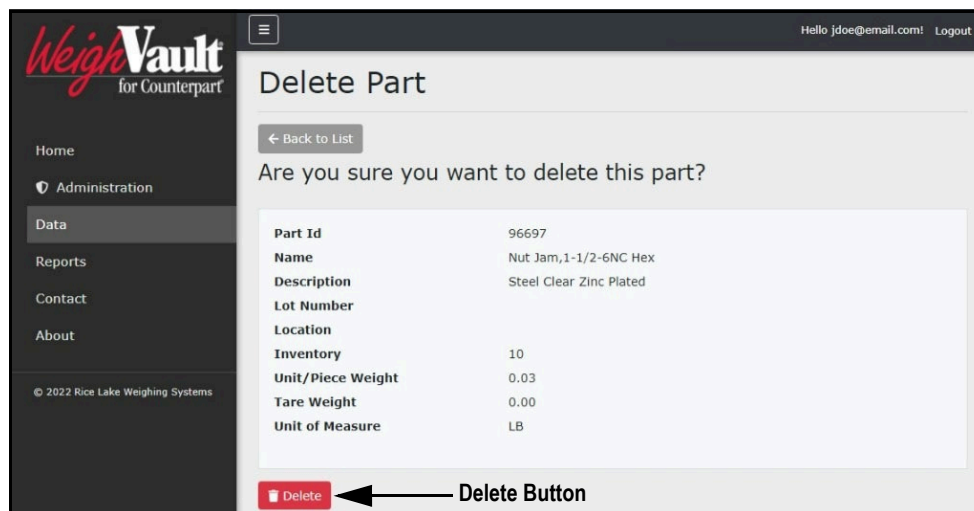 WeighVault
for Counterpart
Hello jdoe@email.com! Logout
Home
Administration
Data
Reports
Contact
About
© 2022 Rice Lake Weighing Systems
Delete Part
← Back to List
Are you sure you want to delete this part?
Part Id 96697
Name Nut Jam,1-1/2-6NC Hex
Description Steel Clear Zinc Plated
Lot Number
Location
Inventory 10
Unit/Piece Weight 0.03
Tare Weight 0.00
Unit of Measure LB
Delete
Delete Button